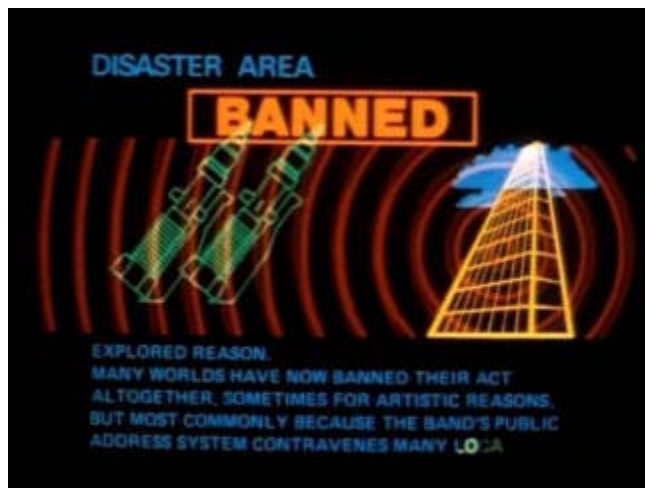 DISASTER AREA
BANNED
EXPLORED REASON.
MANY WORLDS HAVE NOW BANNED THEIR ACT
ALTOGETHER, SOMETIMES FOR ARTISTIC REASONS,
BUT MOST COMMONLY BECAUSE THE BAND'S PUBLIC
ADDRESS SYSTEM CONTRAVENES MANY LOCA